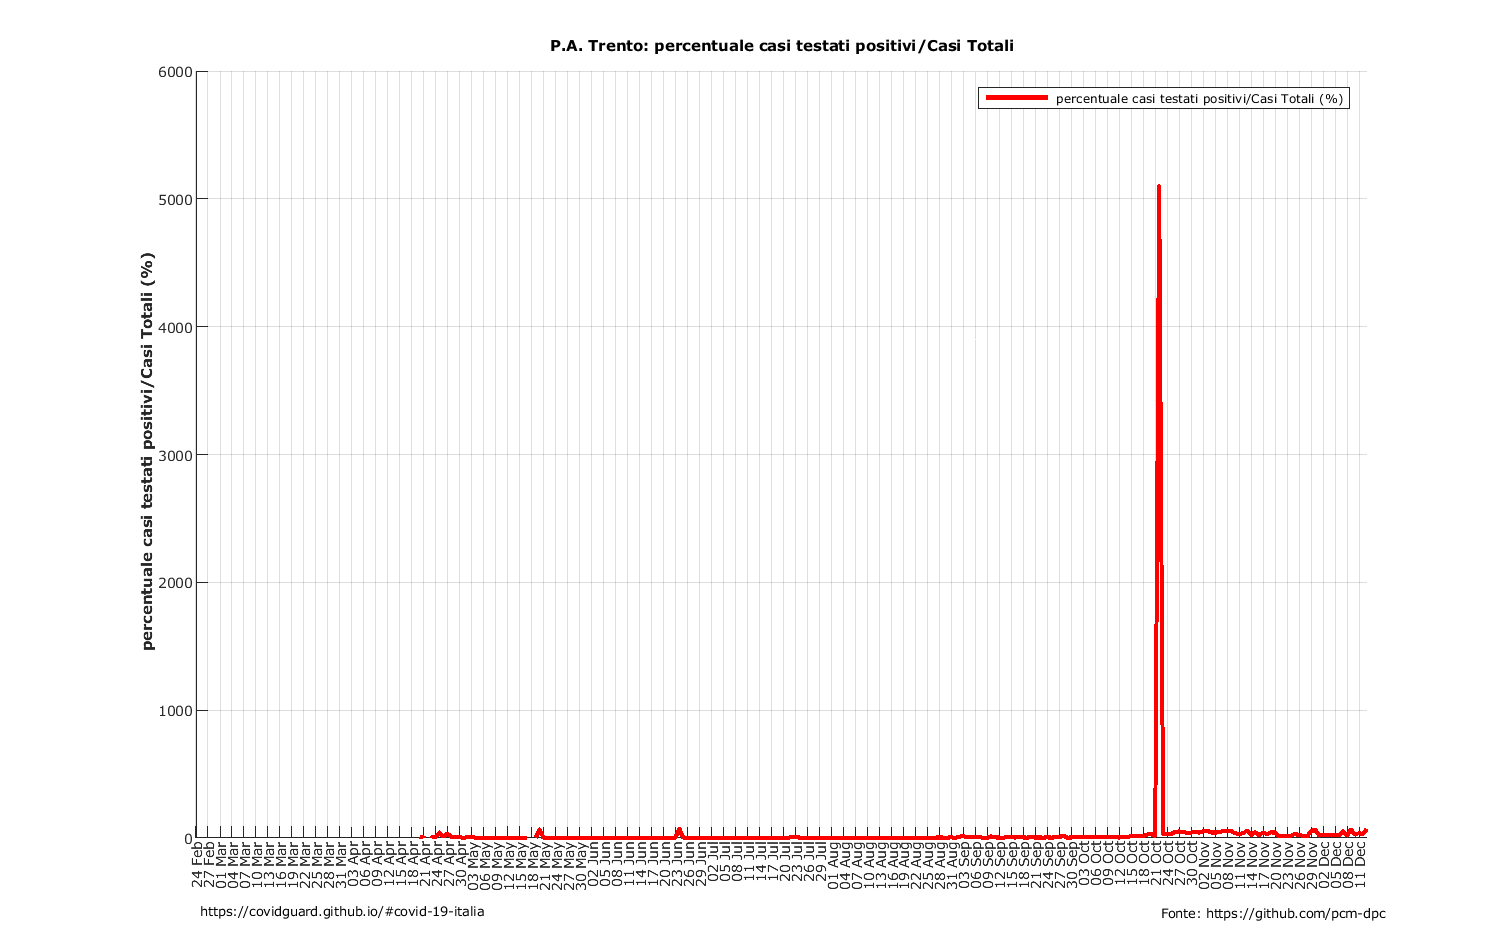 P.A. Trento: percentuale casi testati positivi/Casi Totali
percentuale casi testati positivi/Casi Totali (%)
percentuale casi testati positivi/Casi Totali (%)
6000
5000
4000
3000
2000
1000
0
24 Feb
27 Feb
01 Mar
04 Mar
07 Mar
10 Mar
13 Mar
16 Mar
19 Mar
22 Mar
25 Mar
28 Mar
31 Mar
03 Apr
06 Apr
09 Apr
12 Apr
15 Apr
18 Apr
21 Apr
24 Apr
27 Apr
30 Apr
03 May
06 May
09 May
12 May
15 May
18 May
21 May
24 May
27 May
30 May
02 Jun
05 Jun
08 Jun
11 Jun
14 Jun
17 Jun
20 Jun
23 Jun
26 Jun
29 Jun
02 Jul
05 Jul
08 Jul
11 Jul
14 Jul
17 Jul
20 Jul
23 Jul
26 Jul
29 Jul
01 Aug
04 Aug
07 Aug
10 Aug
13 Aug
16 Aug
19 Aug
22 Aug
25 Aug
28 Aug
31 Aug
03 Sep
06 Sep
09 Sep
12 Sep
15 Sep
18 Sep
21 Sep
24 Sep
27 Sep
30 Sep
03 Oct
06 Oct
09 Oct
12 Oct
15 Oct
18 Oct
21 Oct
24 Oct
27 Oct
30 Oct
02 Nov
05 Nov
08 Nov
11 Nov
14 Nov
17 Nov
20 Nov
23 Nov
26 Nov
29 Nov
02 Dec
05 Dec
08 Dec
11 Dec
https://covidguard.github.io/#covid-19-italia
Fonte: https://github.com/pcm-dpc